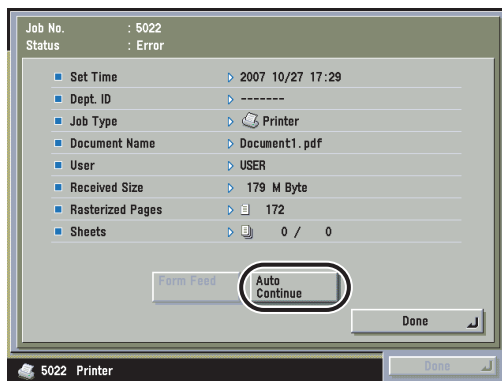 Job No. : 5022
Status : Error
Set Time 2007 10/27 17:29
Dept. ID -------
Job Type Printer
Document Name Document1.pdf
User USER
Received Size 179 M Byte
Rasterized Pages 172
Sheets 0 / 0
Form Feed
Auto
Continue
Done
5022 Printer
Done